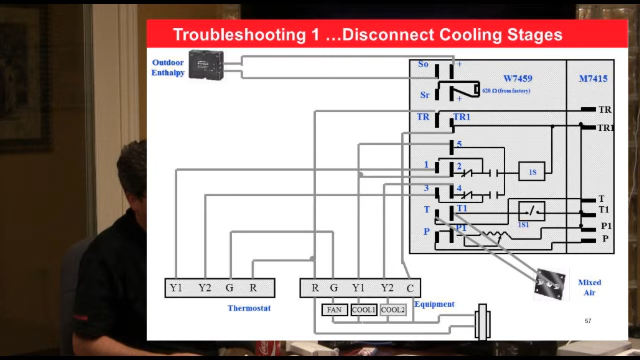 Troubleshooting 1 …Disconnect Cooling Stages
Outdoor
Enthalpy
So
+
W7459
M7415
Sr
+
620 Ω (from factory)
TR
TR1
TR
TR1
5
1
2
1S
3
4
T
T
T1
1S1
T1
P
P1
P1
P
Mixed
Air
Y1 Y2 G R
Thermostat
R G Y1 Y2 C
Equipment
FAN
COOL1
COOL2
57